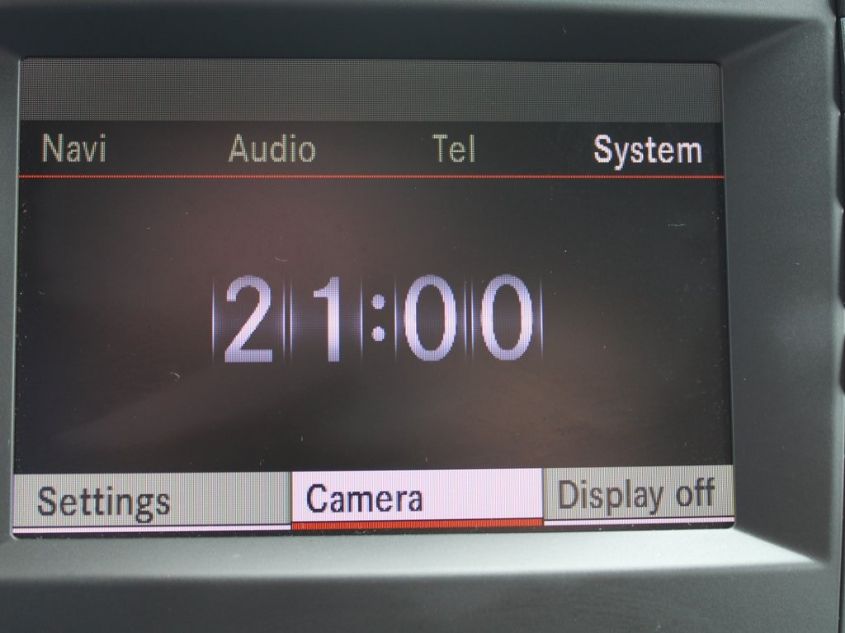 Navi Audio Tel System
21:00
Settings Camera Display off